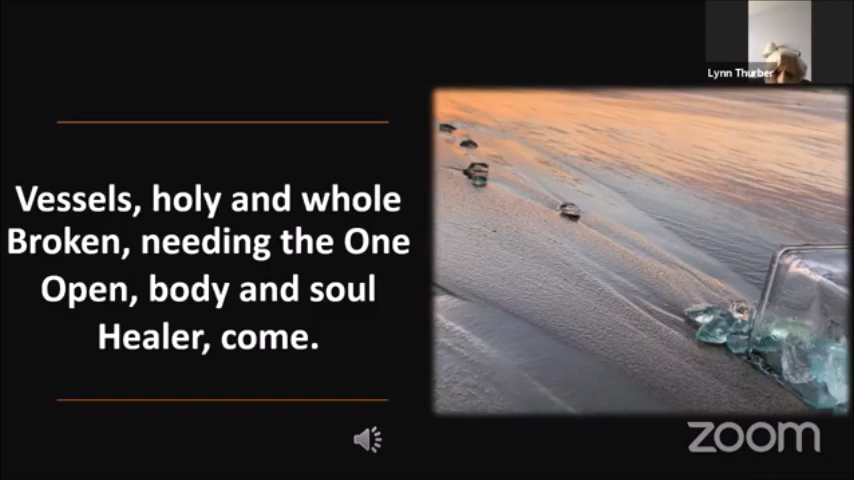 Lynn Thurber
Vessels, holy and whole
Broken, needing the One
Open, body and soul
Healer, come.
zoom